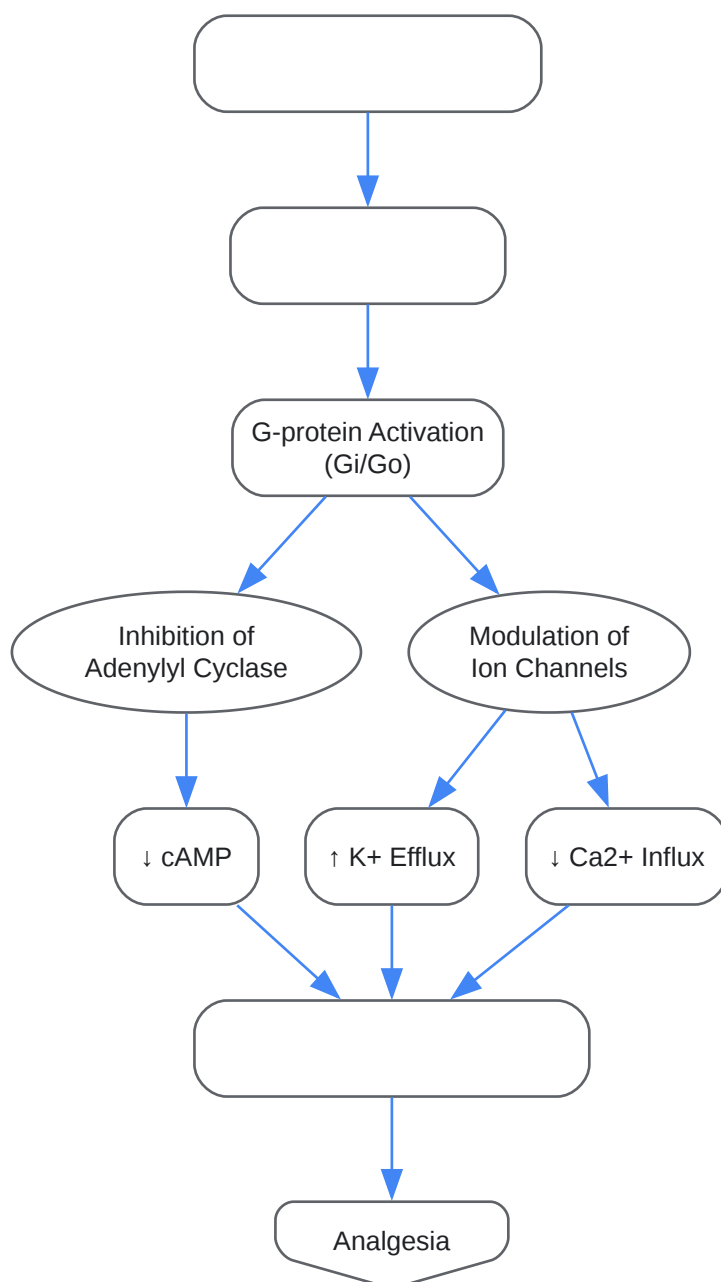 G-protein Activation
(Gi/Go)
Inhibition of
Adenylyl Cyclase
Modulation of
Ion Channels
↓ cAMP
↑ K+ Efflux
↓ Ca2+ Influx
Analgesia